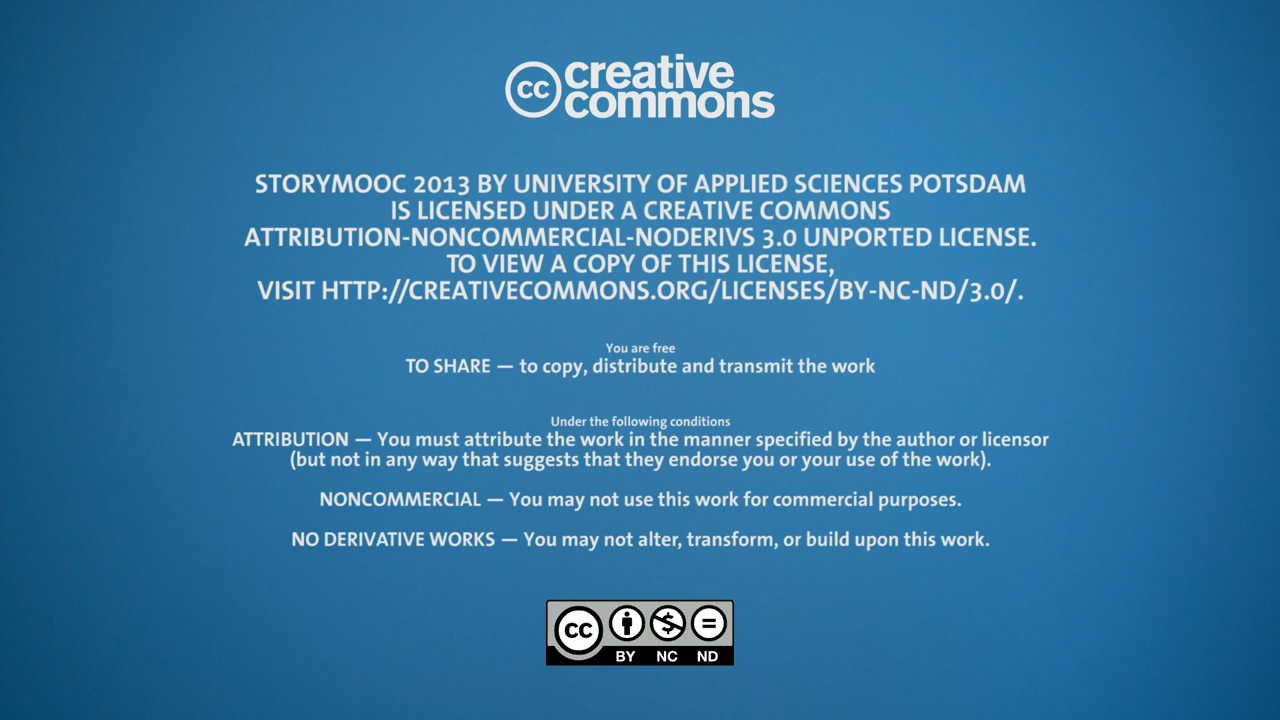 cc creative
commons
STORYMOOC 2013 BY UNIVERSITY OF APPLIED SCIENCES POTSDAM
IS LICENSED UNDER A CREATIVE COMMONS
ATTRIBUTION-NONCOMMERCIAL-NODERIVS 3.0 UNPORTED LICENSE.
TO VIEW A COPY OF THIS LICENSE,
VISIT HTTP://CREATIVECOMMONS.ORG/LICENSES/BY-NC-ND/3.0/.
You are free
TO SHARE — to copy, distribute and transmit the work
Under the following conditions
ATTRIBUTION — You must attribute the work in the manner specified by the author or licensor
(but not in any way that suggests that they endorse you or your use of the work).
NONCOMMERCIAL — You may not use this work for commercial purposes.
NO DERIVATIVE WORKS — You may not alter, transform, or build upon this work.
cc $ =
BY NC ND